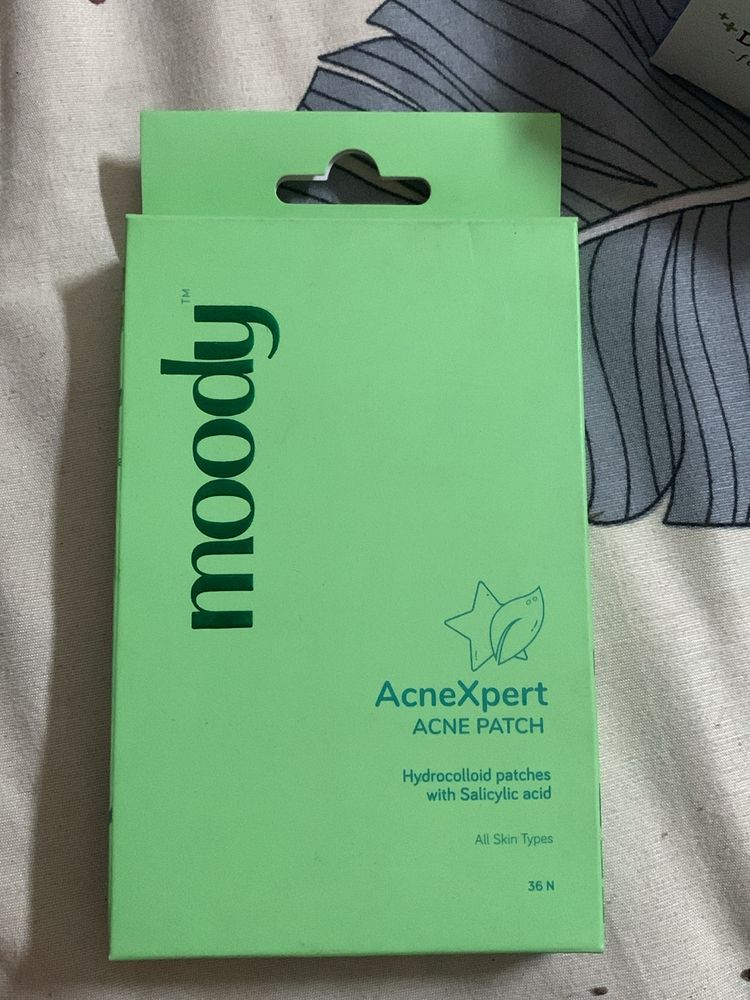 moody™
AcneXpert
ACNE PATCH
Hydrocolloid patches
with Salicylic acid
All Skin Types
36 N